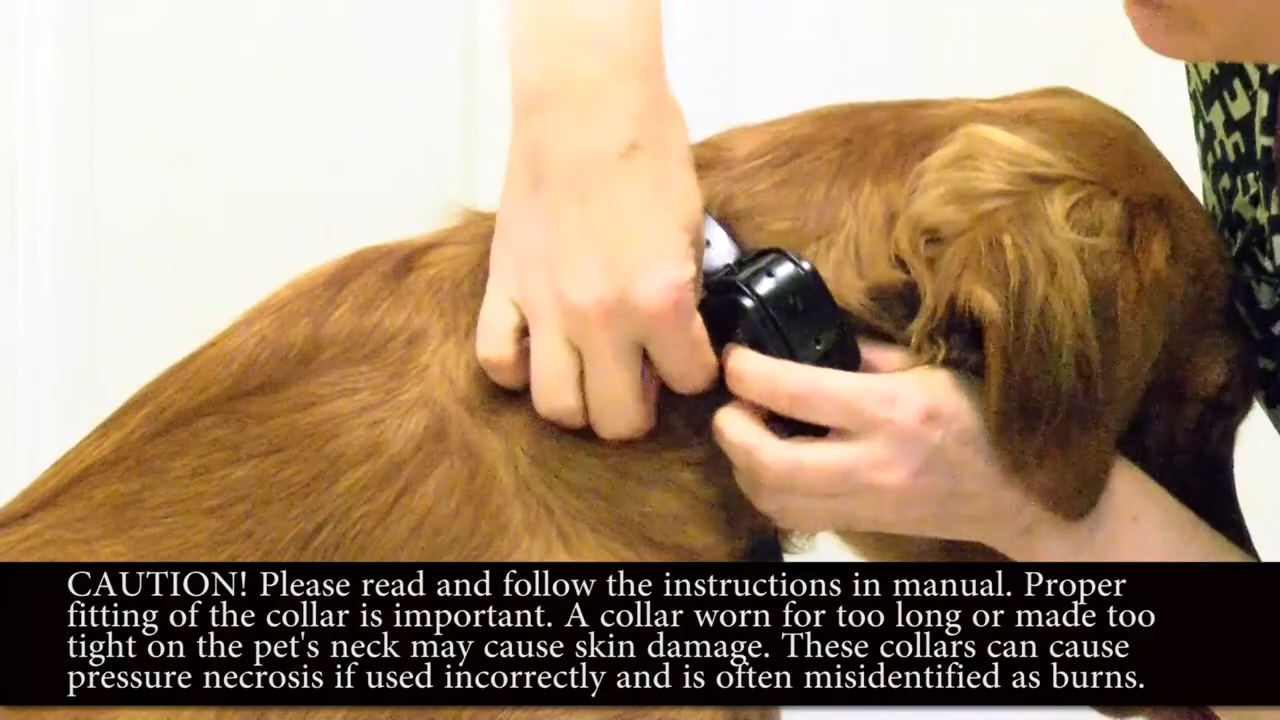 CAUTION! Please read and follow the instructions in manual. Proper
fitting of the collar is important. A collar worn for too long or made too
tight on the pet's neck may cause skin damage. These collars can cause
pressure necrosis if used incorrectly and is often misidentified as burns.